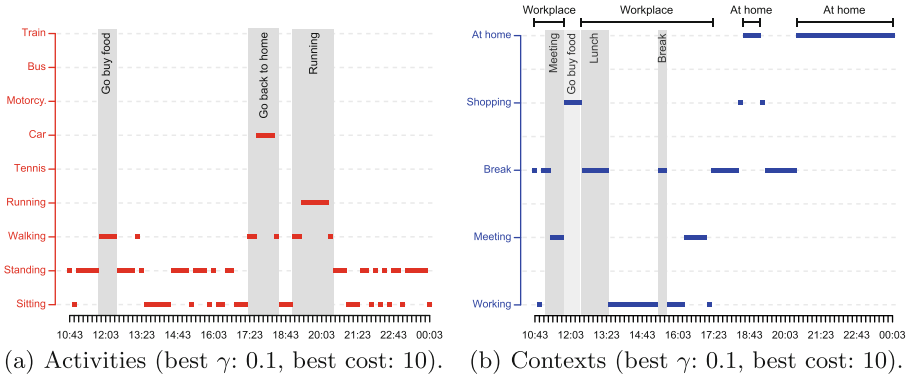 Train
Bus
Motorcy.
Car
Tennis
Running
Walking
Standing
Sitting
Go buy food
Go back to home
Running
10:43 12:03 13:23 14:43 16:03 17:23 18:43 20:03 21:23 22:43 00:03
(a) Activities (best γ: 0.1, best cost: 10).
Workplace Workplace At home At home
At home
Shopping
Break
Meeting
Working
Meeting
Go buy food
Lunch
Break
10:43 12:03 13:23 14:43 16:03 17:23 18:43 20:03 21:23 22:43 00:03
(b) Contexts (best γ: 0.1, best cost: 10).